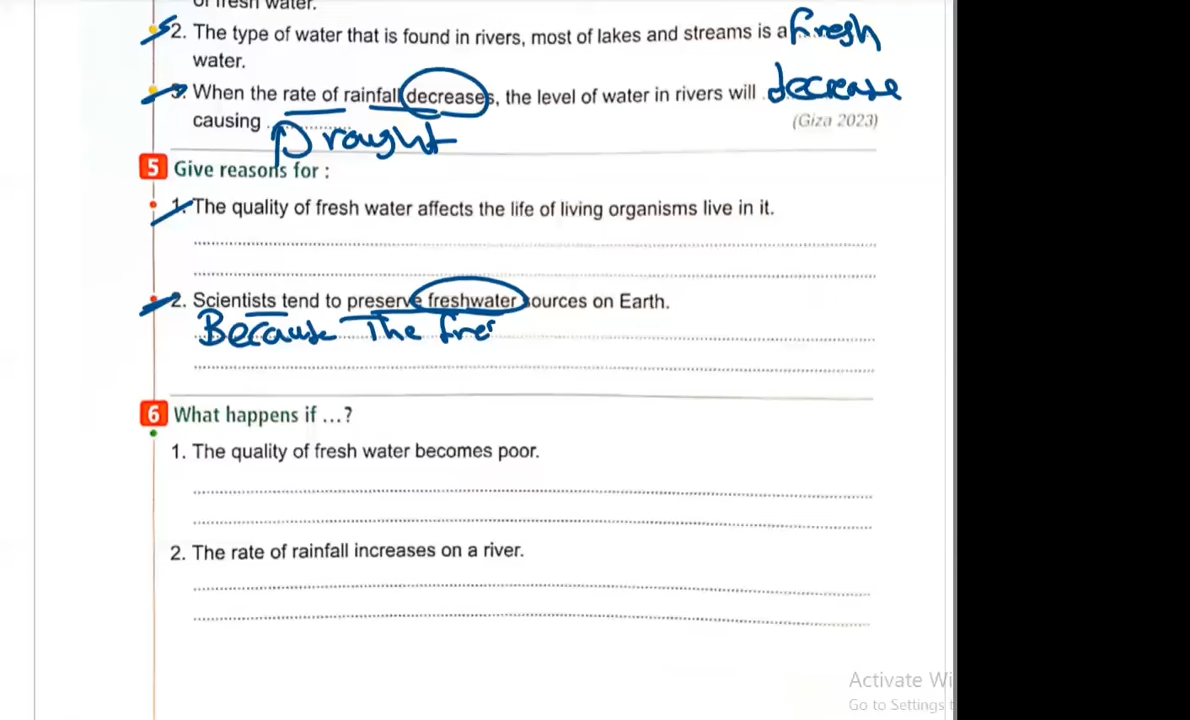 of fresh water.
2. The type of water that is found in rivers, most of lakes and streams is a fresh
water.
3. When the rate of rainfall decreases, the level of water in rivers will decrease
causing Drought
(Giza 2023)
5 Give reasons for :
1. The quality of fresh water affects the life of living organisms live in it.
2. Scientists tend to preserve freshwater sources on Earth.
Because The fres
6 What happens if ...?
1. The quality of fresh water becomes poor.
2. The rate of rainfall increases on a river.
Activate Wi
Go to Settings t